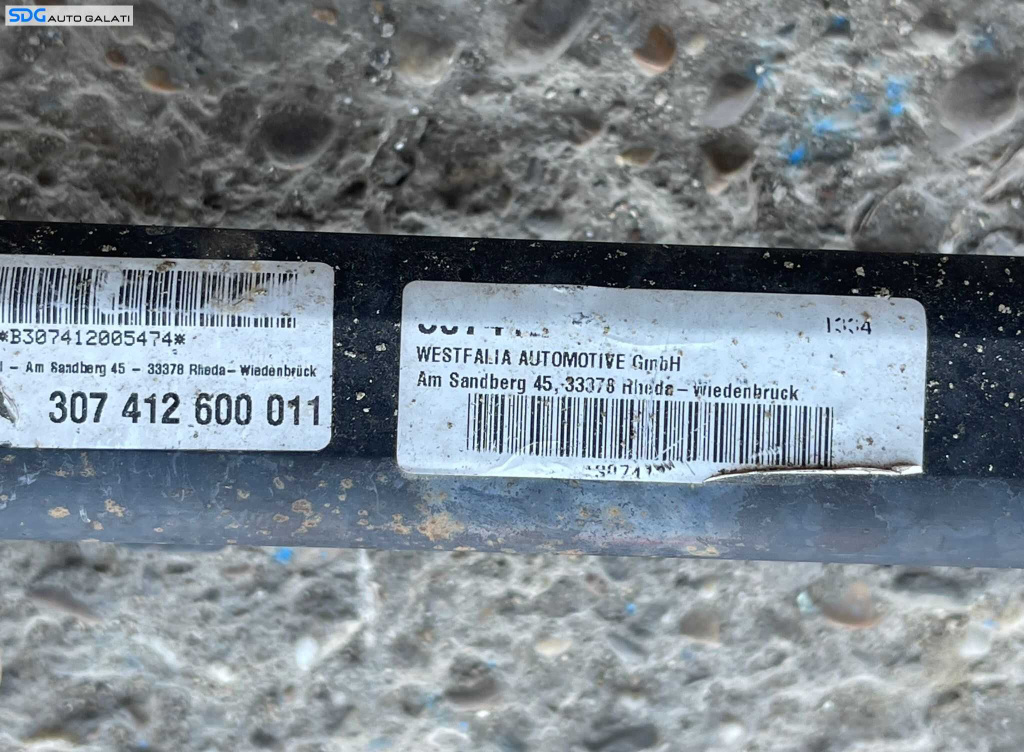 SDG AUTO GALATI
*B307412005474*
- Am Sandberg 45 - 33378 Rheda-Wiedenbrück
307 412 600 011
1334
WESTFALIA AUTOMOTIVE GmbH
Am Sandberg 45, 33378 Rheda-Wiedenbruck